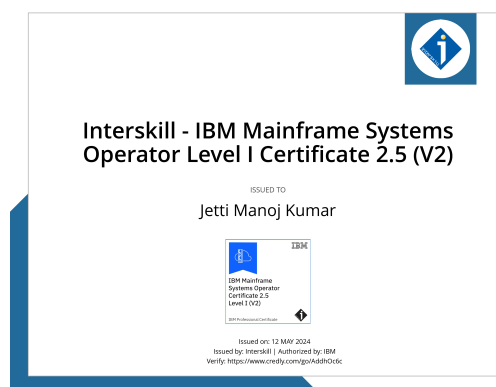 Interskill - IBM Mainframe Systems
Operator Level I Certificate 2.5 (V2)
ISSUED TO
Jetti Manoj Kumar
IBM
IBM Mainframe
Systems Operator
Certificate 2.5
Level I (V2)
IBM Professional Certificate
Issued on: 12 MAY 2024
Issued by: Interskill | Authorized by: IBM
Verify: https://www.credly.com/go/AddhOc6c